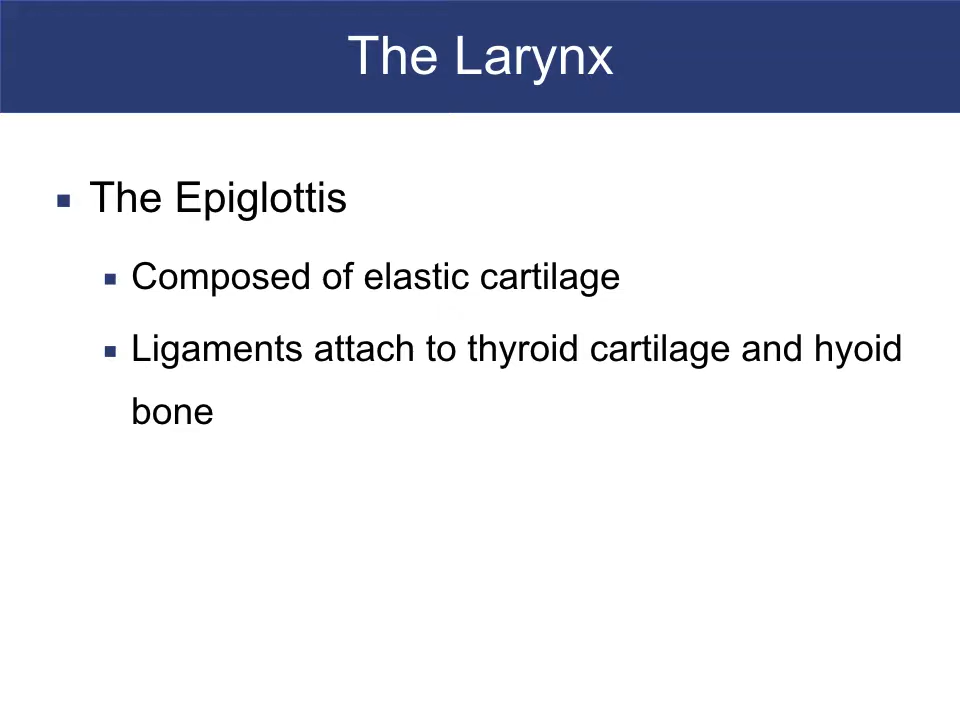 The Larynx
The Epiglottis
Composed of elastic cartilage
Ligaments attach to thyroid cartilage and hyoid
bone